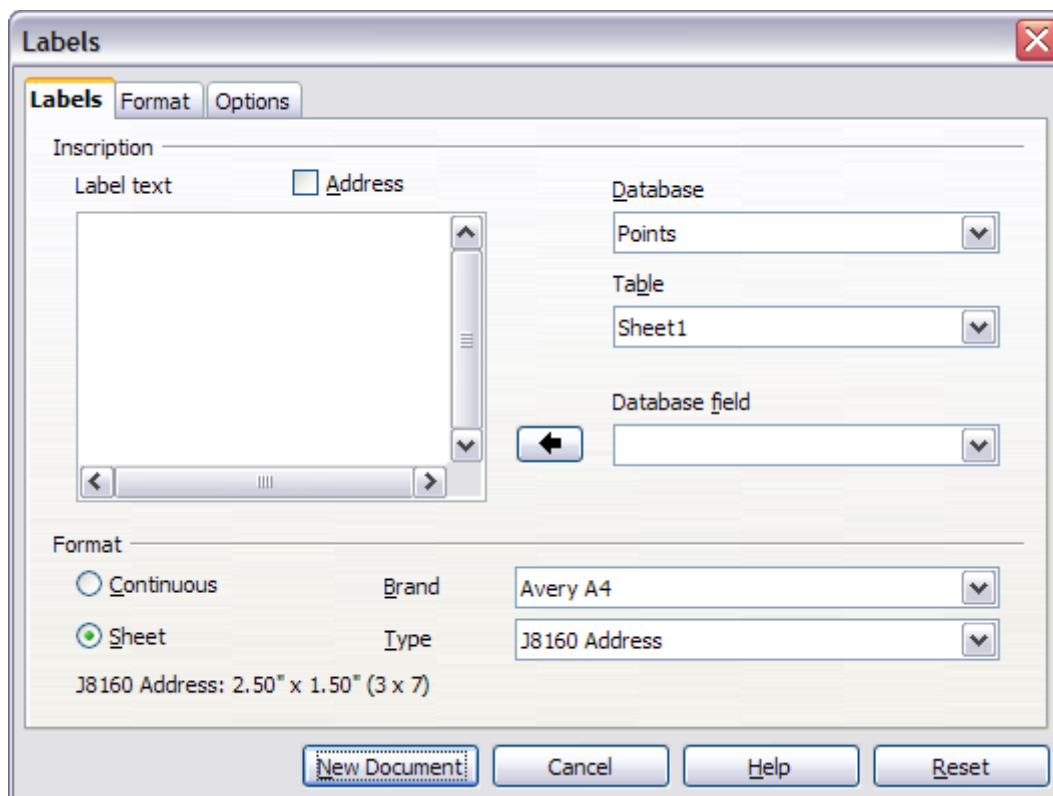 Labels
Labels Format Options
Inscription
Label text Address
Database
Points
Table
Sheet1
Database field
Format
Continuous Brand Avery A4
Sheet Type J8160 Address
J8160 Address: 2.50" x 1.50" (3 x 7)
New Document Cancel Help Reset